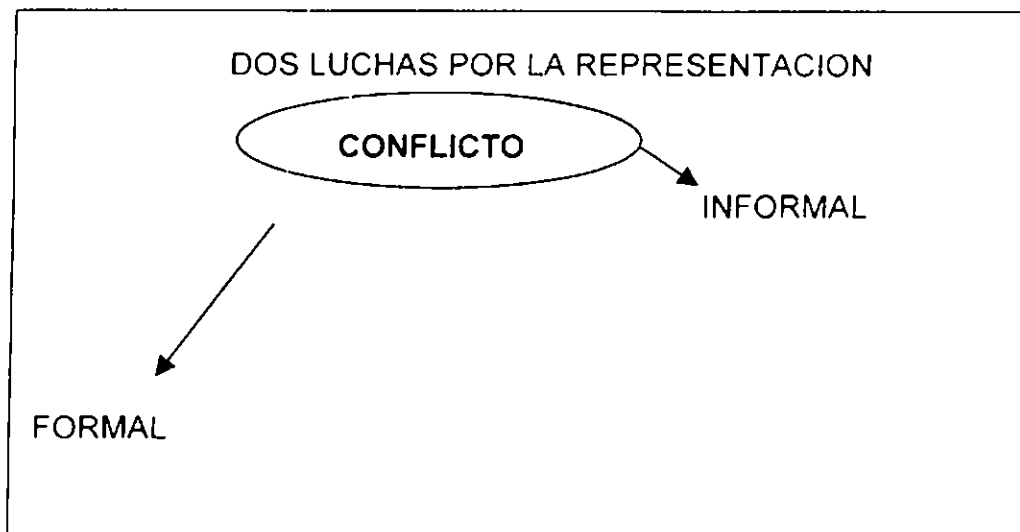 DOS LUCHAS POR LA REPRESENTACION
CONFLICTO
INFORMAL
FORMAL